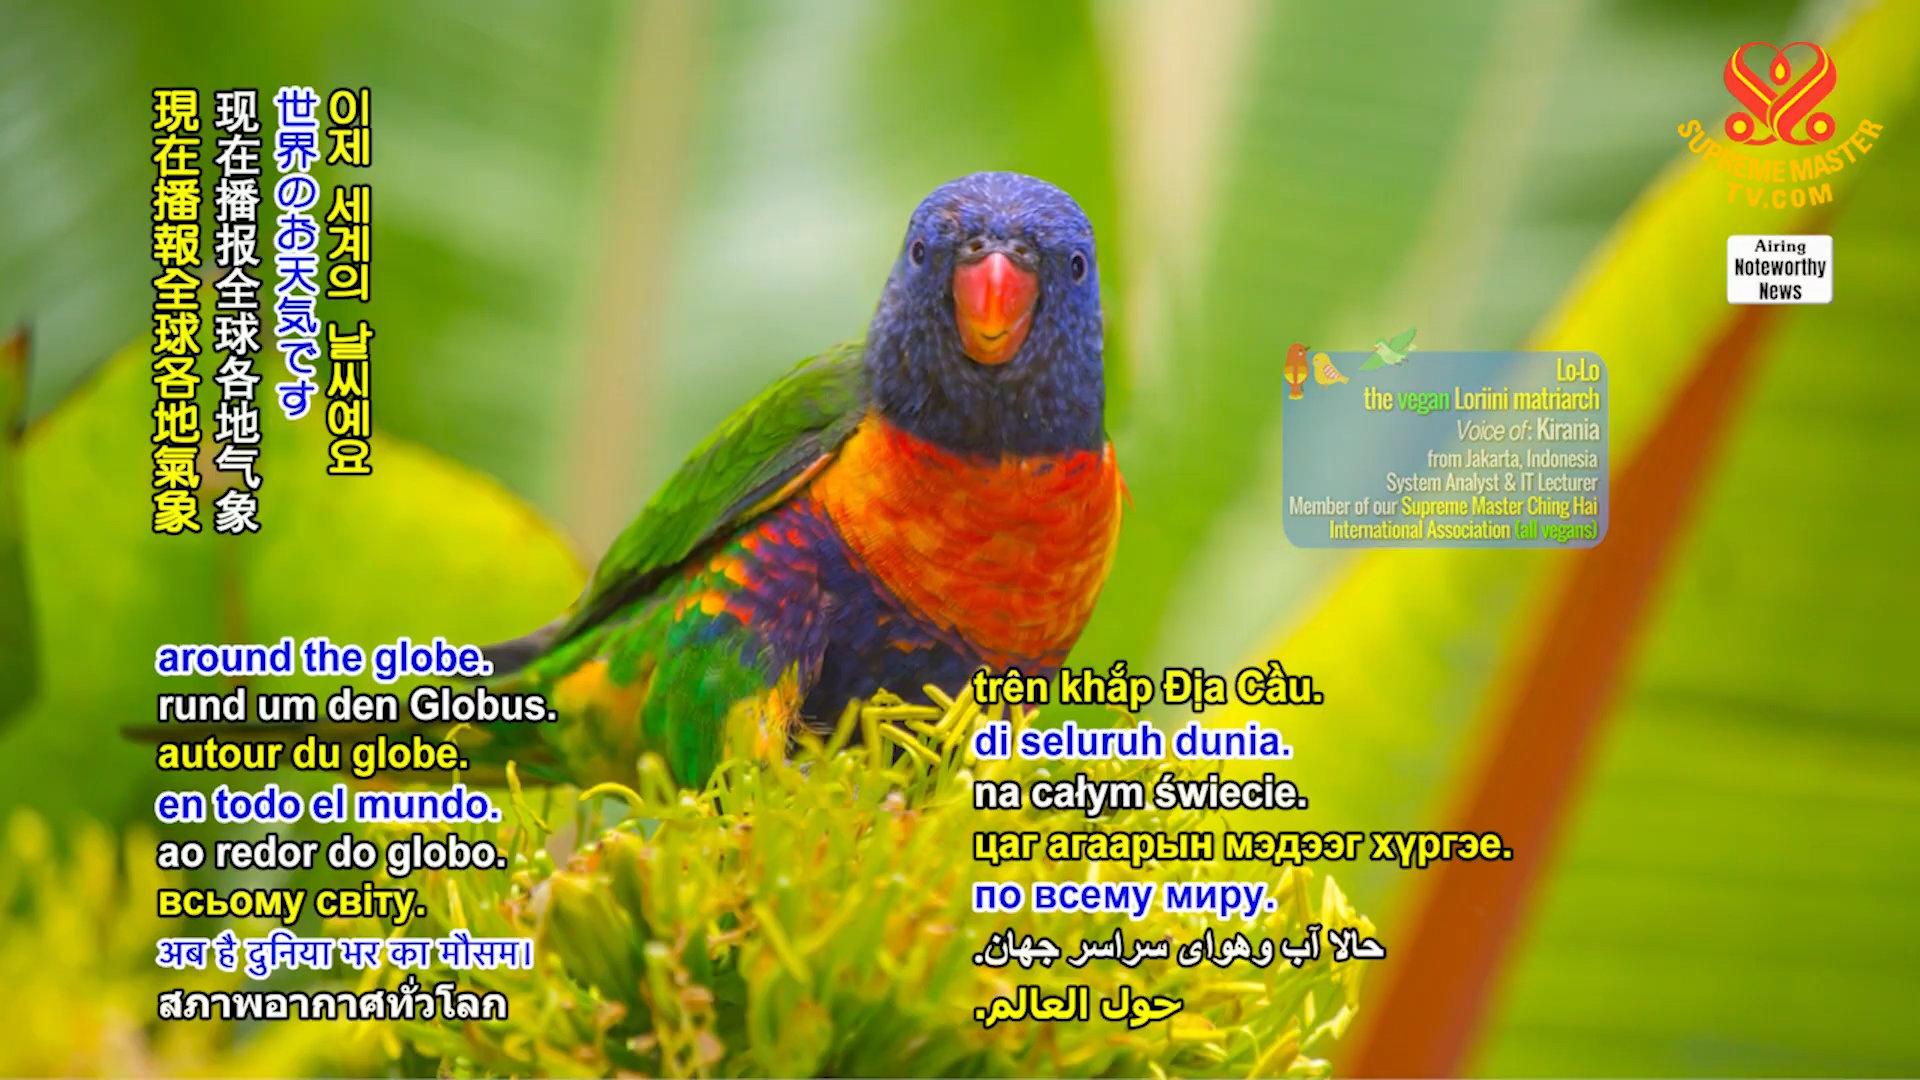 現在播報全球各地氣象
现在播报全球各地气象
世界のお天気です
이제 세계의 날씨예요
SUPREME MASTER
TV.COM
Airing
Noteworthy
News
Lo-Lo
the vegan Loriini matriarch
Voice of: Kirania
from Jakarta, Indonesia
System Analyst & IT Lecturer
Member of our Supreme Master Ching Hai
International Association (all vegans)
around the globe.
rund um den Globus.
autour du globe.
en todo el mundo.
ao redor do globo.
всьому світу.
अब है दुनिया भर का मौसम।
สภาพอากาศทั่วโลก
trên khắp Địa Cầu.
di seluruh dunia.
na całym świecie.
цаг агаарын мэдээг хүргэе.
по всему миру.
حالا آب و هوای سراسر جهان.
حول العالم.